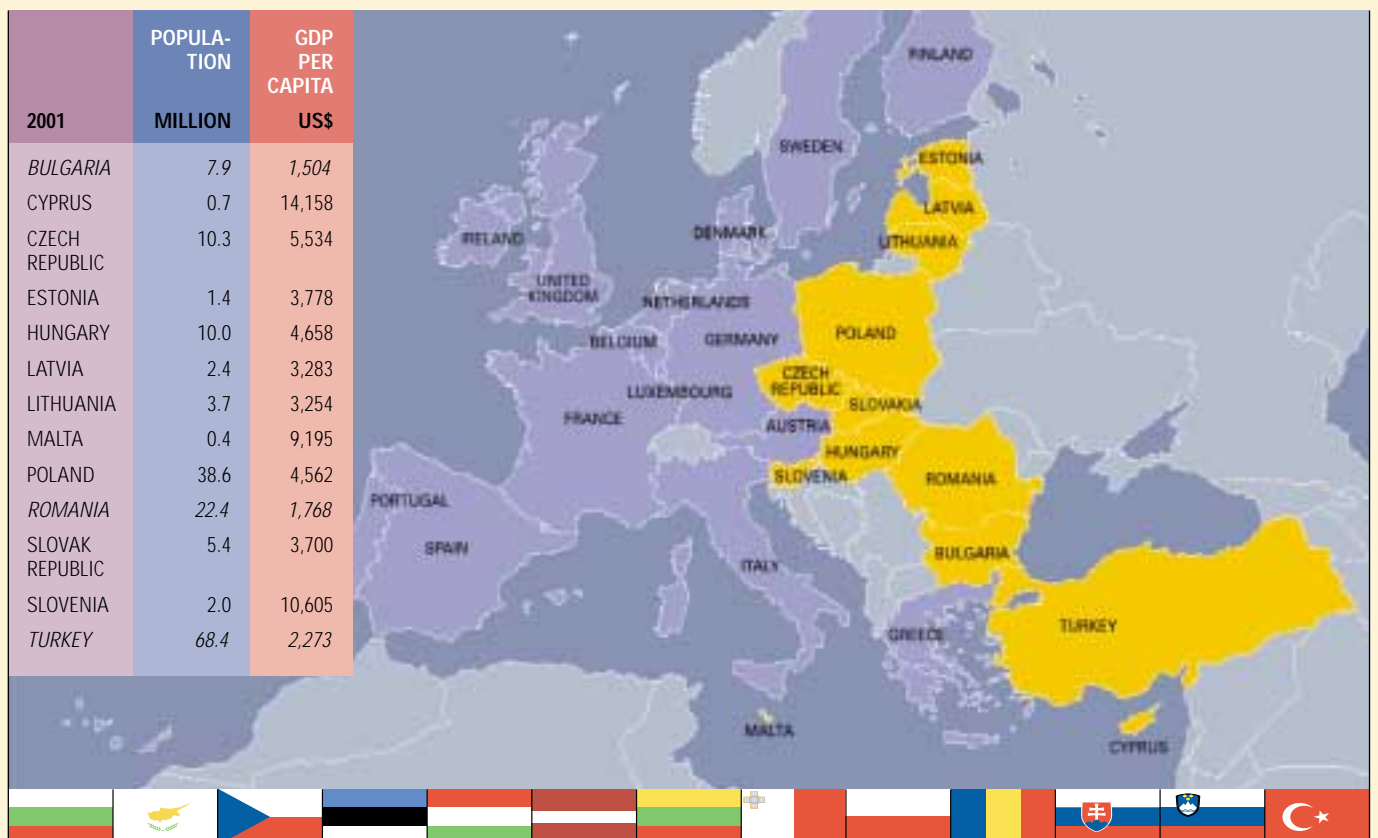 POPULA-
TION
GDP
PER
CAPITA
2001 MILLION US$
BULGARIA 7.9 1,504
CYPRUS 0.7 14,158
CZECH
REPUBLIC 10.3 5,534
ESTONIA 1.4 3,778
HUNGARY 10.0 4,658
LATVIA 2.4 3,283
LITHUANIA 3.7 3,254
MALTA 0.4 9,195
POLAND 38.6 4,562
ROMANIA 22.4 1,768
SLOVAK
REPUBLIC 5.4 3,700
SLOVENIA 2.0 10,605
TURKEY 68.4 2,273
FINLAND
SWEDEN
ESTONIA
LATVIA
LITHUANIA
DENMARK
IRELAND
UNITED
KINGDOM
NETHERLANDS
BELGIUM
GERMANY
POLAND
LUXEMBOURG
CZECH
REPUBLIC
SLOVAKIA
FRANCE
AUSTRIA
HUNGARY
SLOVENIA
ROMANIA
PORTUGAL
SPAIN
ITALY
BULGARIA
GREECE
TURKEY
MALTA
CYPRUS